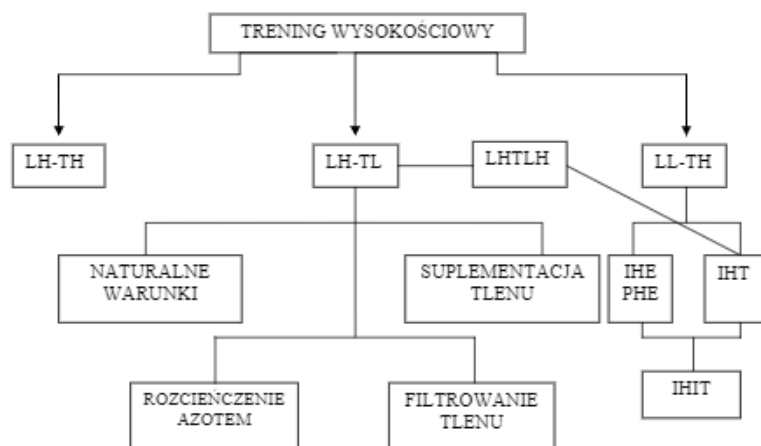 TRENING WYSOKOŚCIOWY
LH-TH
LH-TL
LHTLH
LL-TH
NATURALNE
WARUNKI
SUPLEMENTACJA
TLENU
IHE
PHE
IHT
ROZCIEŃCZENIE
AZOTEM
FILTROWANIE
TLENU
IHIT